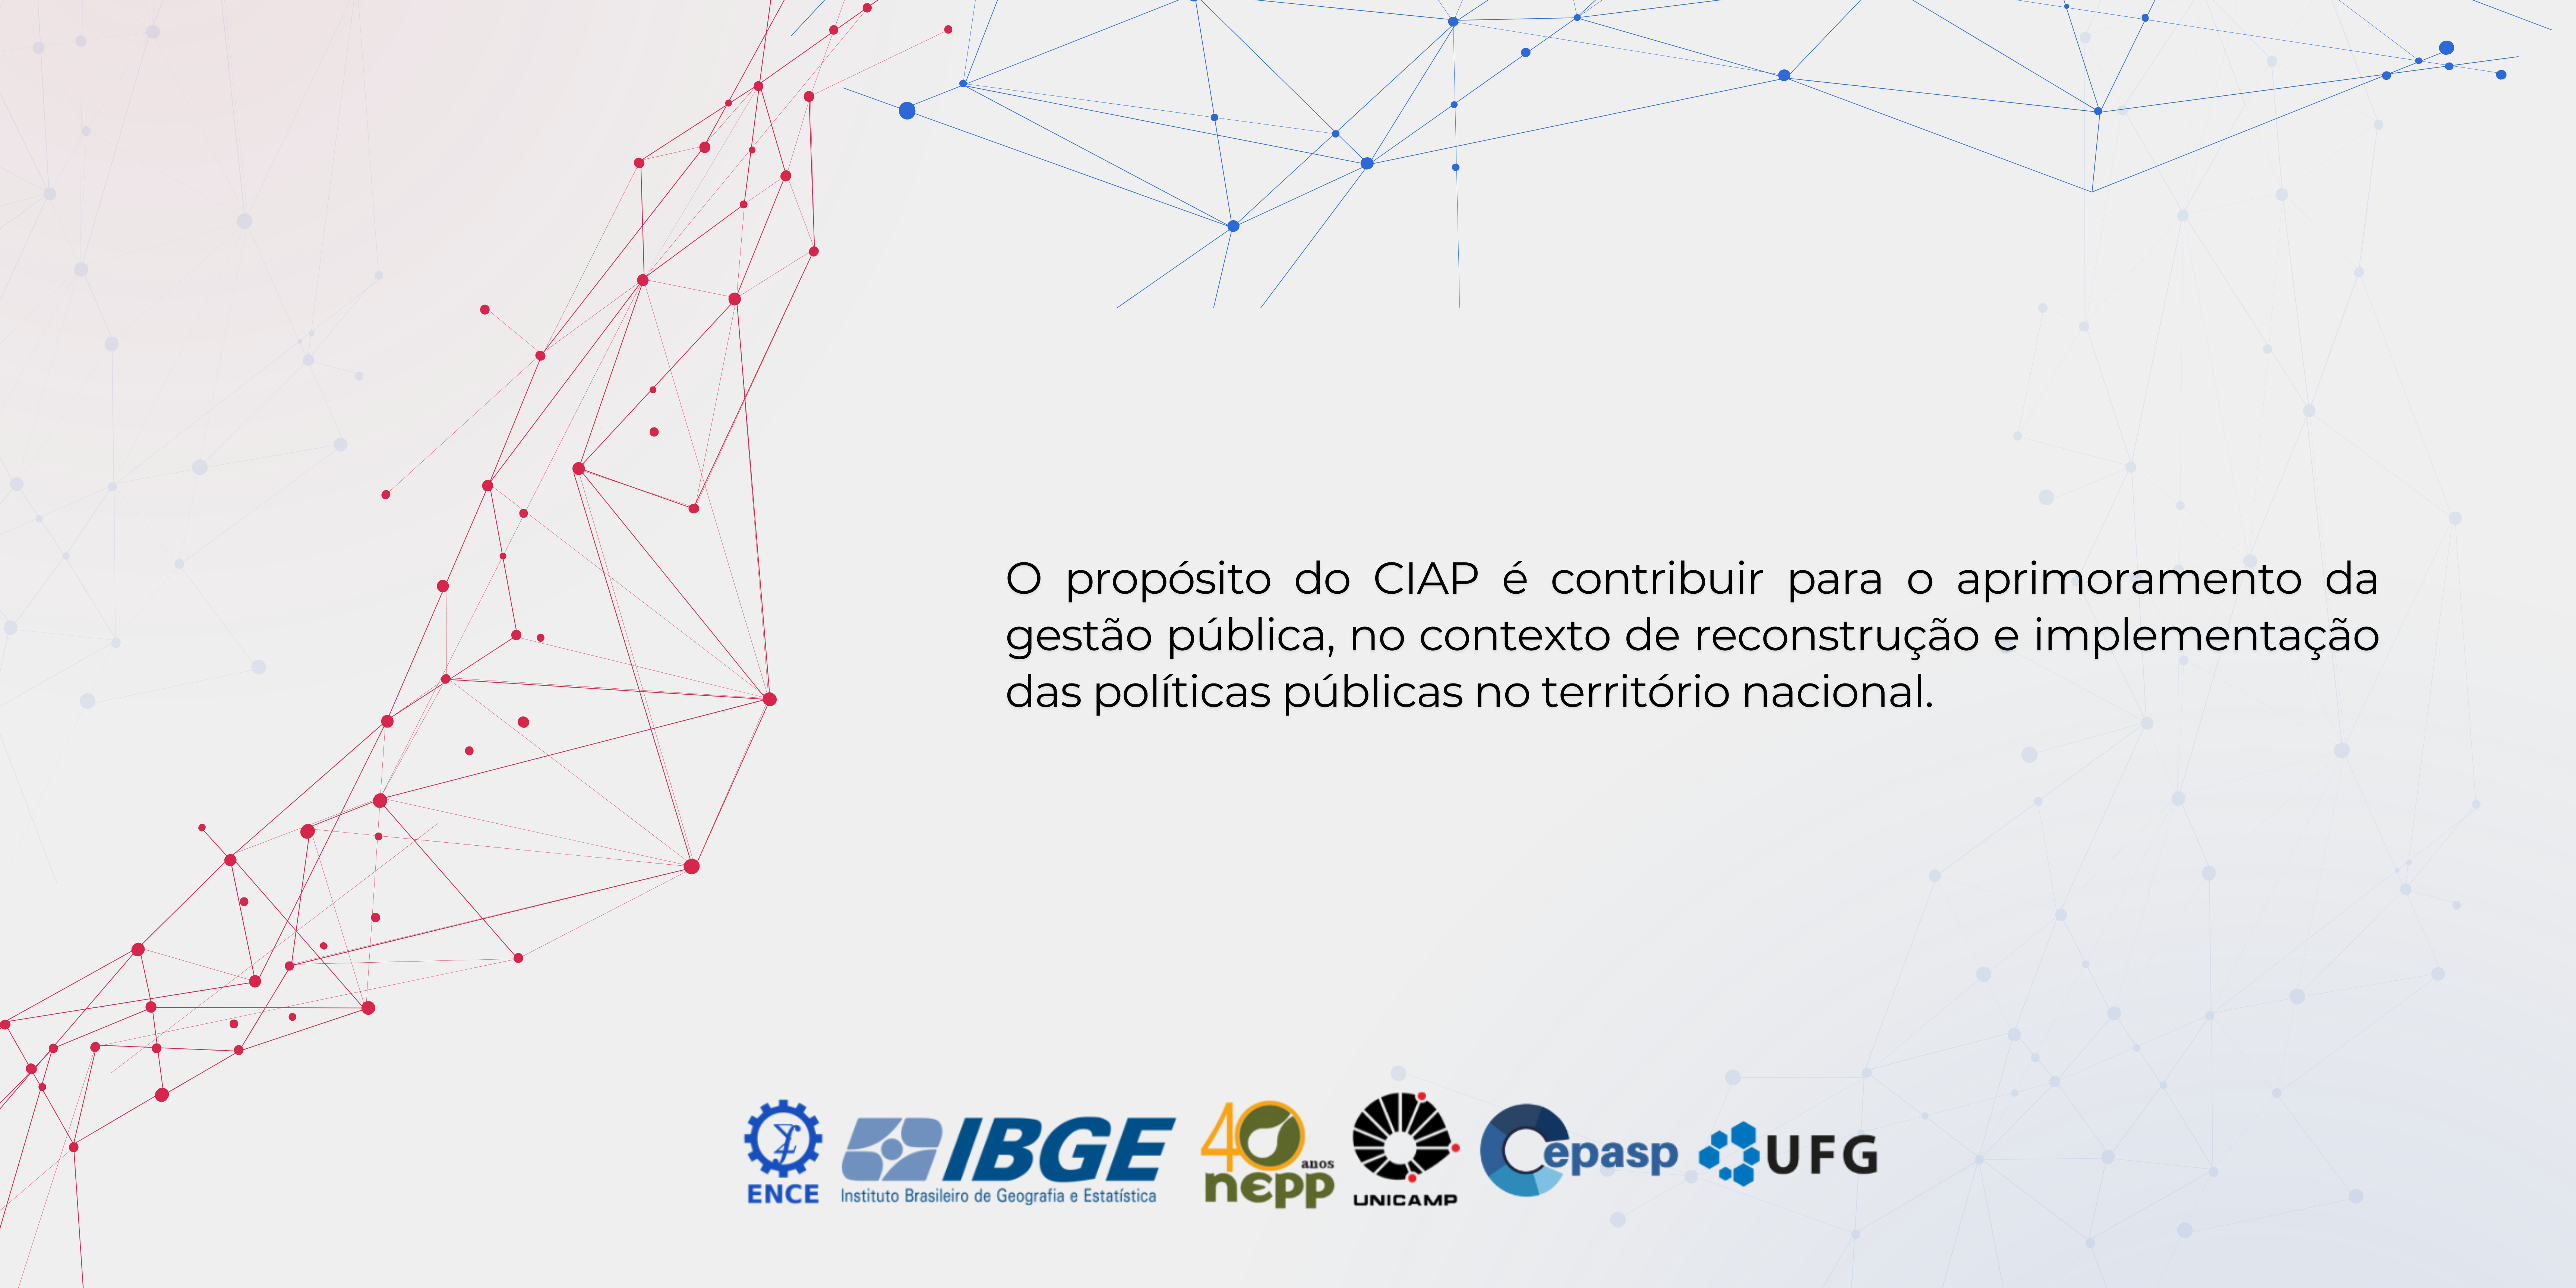 O propósito do CIAP é contribuir para o aprimoramento da
gestão pública, no contexto de reconstrução e implementação
das políticas públicas no território nacional.
ENCE
IBGE
Instituto Brasileiro de Geografia e Estatística
40
anos
nepp
UNICAMP
Cepasp
UFG